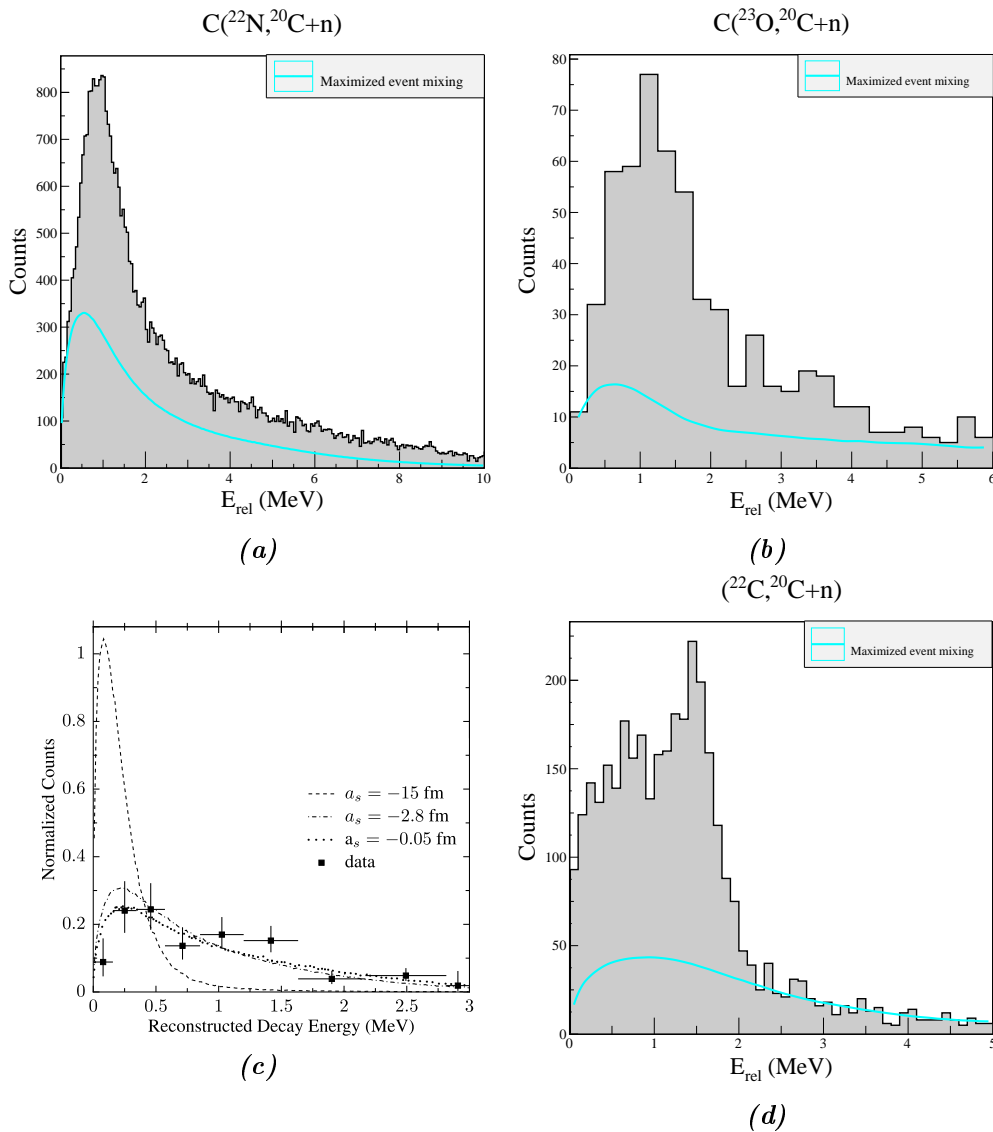 C(²²N,²⁰C+n)
Maximized event mixing
Counts
800
700
600
500
400
300
200
100
0
0 2 4 6 8 10
E_rel (MeV)
(a)
C(²³O,²⁰C+n)
Maximized event mixing
Counts
80
70
60
50
40
30
20
10
0
0 1 2 3 4 5 6
E_rel (MeV)
(b)
Normalized Counts
1
0.8
0.6
0.4
0.2
0
a_s = −15 fm
a_s = −2.8 fm
a_s = −0.05 fm
data
0 0.5 1 1.5 2 2.5 3
Reconstructed Decay Energy (MeV)
(c)
(²²C,²⁰C+n)
Maximized event mixing
Counts
200
150
100
50
0
0 1 2 3 4 5
E_rel (MeV)
(d)